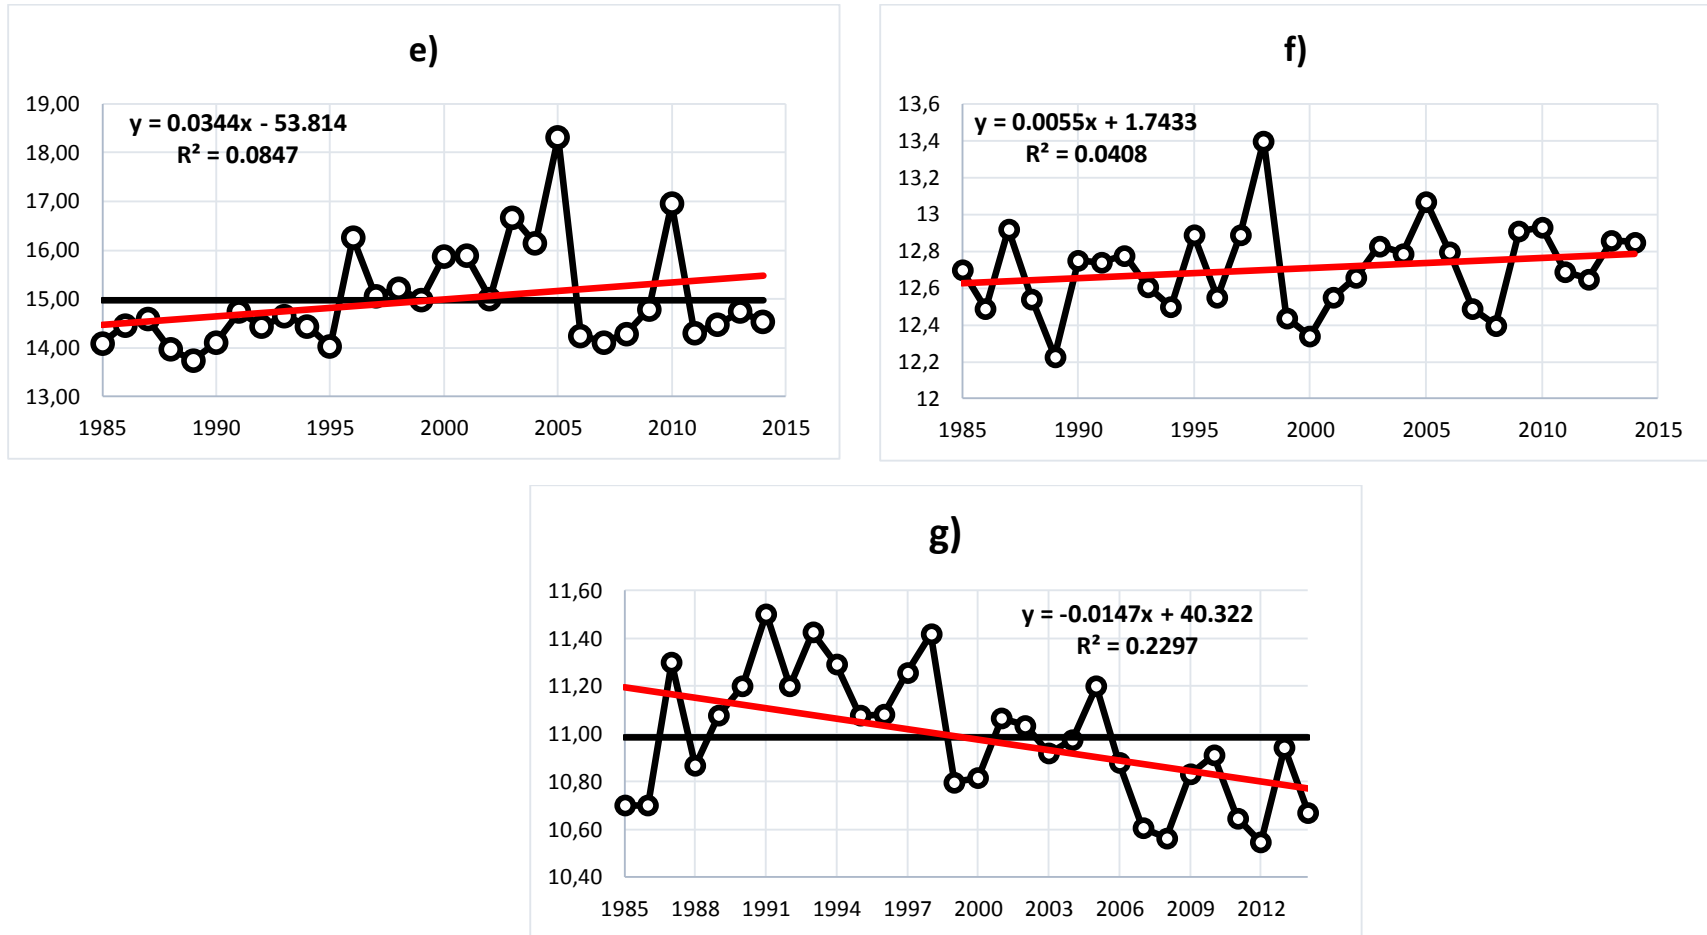 e)
y = 0.0344x - 53.814
R² = 0.0847
19,00
18,00
17,00
16,00
15,00
14,00
13,00
1985 1990 1995 2000 2005 2010 2015
f)
y = 0.0055x + 1.7433
R² = 0.0408
13,6
13,4
13,2
13
12,8
12,6
12,4
12,2
12
1985 1990 1995 2000 2005 2010 2015
g)
y = -0.0147x + 40.322
R² = 0.2297
11,60
11,40
11,20
11,00
10,80
10,60
10,40
1985 1988 1991 1994 1997 2000 2003 2006 2009 2012